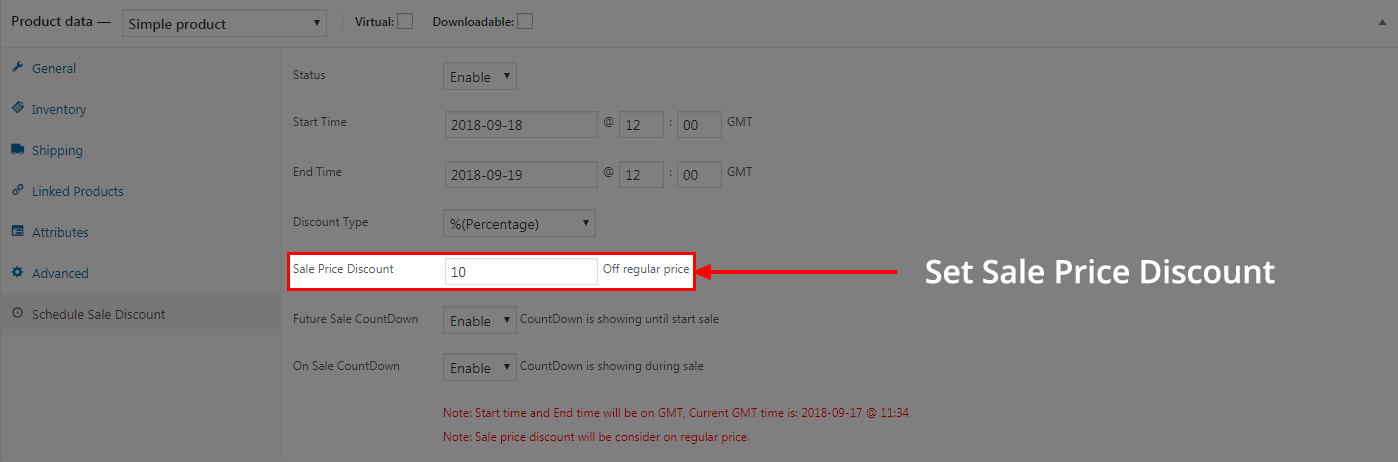 Product data — Simple product Virtual: Downloadable:
General
Inventory
Shipping
Linked Products
Attributes
Advanced
Schedule Sale Discount
Status Enable
Start Time 2018-09-18 @ 12 : 00 GMT
End Time 2018-09-19 @ 12 : 00 GMT
Discount Type %(Percentage)
Sale Price Discount 10 Off regular price
Set Sale Price Discount
Future Sale CountDown Enable CountDown is showing until start sale
On Sale CountDown Enable CountDown is showing during sale
Note: Start time and End time will be on GMT, Current GMT time is: 2018-09-17 @ 11:34
Note: Sale price discount will be consider on regular price.